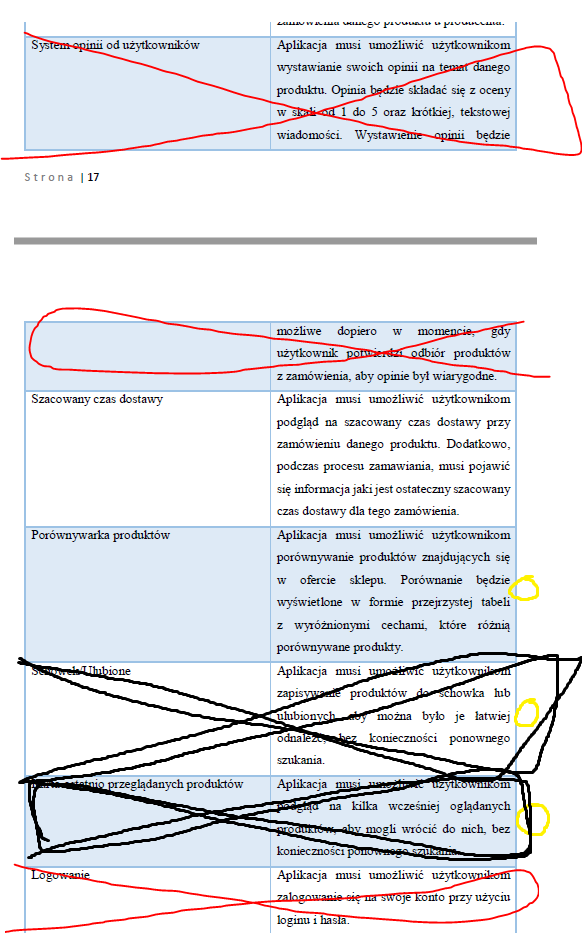 zamówienia danego produktu u producenta.
System opinii od użytkowników
Aplikacja musi umożliwić użytkownikom
wystawianie swoich opinii na temat danego
produktu. Opinia będzie składać się z oceny
w skali od 1 do 5 oraz krótkiej, tekstowej
wiadomości. Wystawienie opinii będzie
Strona | 17
możliwe dopiero w momencie, gdy
użytkownik potwierdzi odbiór produktów
z zamówienia, aby opinie był wiarygodne.
Szacowany czas dostawy
Aplikacja musi umożliwić użytkownikom
podgląd na szacowany czas dostawy przy
zamówieniu danego produktu. Dodatkowo,
podczas procesu zamawiania, musi pojawić
się informacja jaki jest ostateczny szacowany
czas dostawy dla tego zamówienia.
Porównywarka produktów
Aplikacja musi umożliwić użytkownikom
porównywanie produktów znajdujących się
w ofercie sklepu. Porównanie będzie
wyświetlone w formie przejrzystej tabeli
z wyróżnionymi cechami, które różnią
porównywane produkty.
Schowek/Ulubione
Aplikacja musi umożliwić użytkownikom
zapisywanie produktów do schowka lub
ulubionych, aby można było je łatwiej
odnaleźć, bez konieczności ponownego
szukania.
ostatnio przeglądanych produktów
Aplikacja musi umożliwić użytkownikom
podgląd na kilka wcześniej oglądanych
produktów, aby mogli wrócić do nich, bez
konieczności ponownego szukania.
Logowanie
Aplikacja musi umożliwić użytkownikom
zalogowanie się na swoje konto przy użyciu
loginu i hasła.